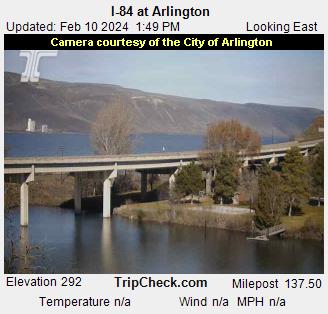 I-84 at Arlington
Updated: Feb 10 2024 1:49 PM Looking East
Camera courtesy of the City of Arlington
Elevation 292 TripCheck.com Milepost 137.50
Temperature n/a Wind n/a MPH n/a